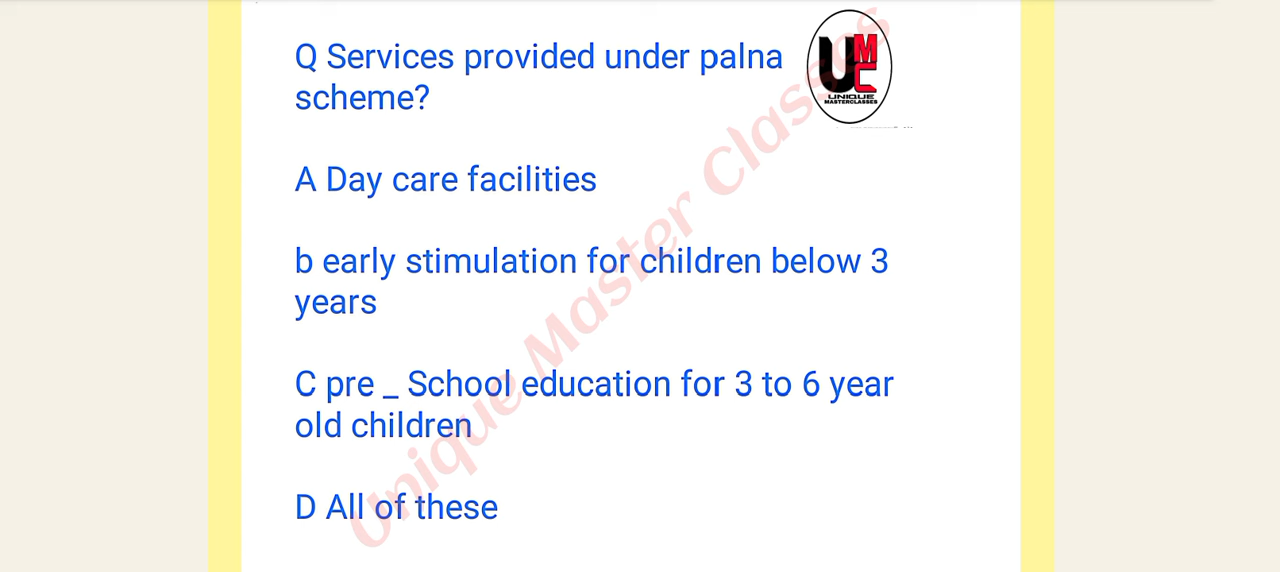 Q Services provided under palna
scheme?
UMC
UNIQUE
MASTERCLASSES
A Day care facilities
b early stimulation for children below 3
years
C pre _ School education for 3 to 6 year
old children
D All of these
Unique Master Classes